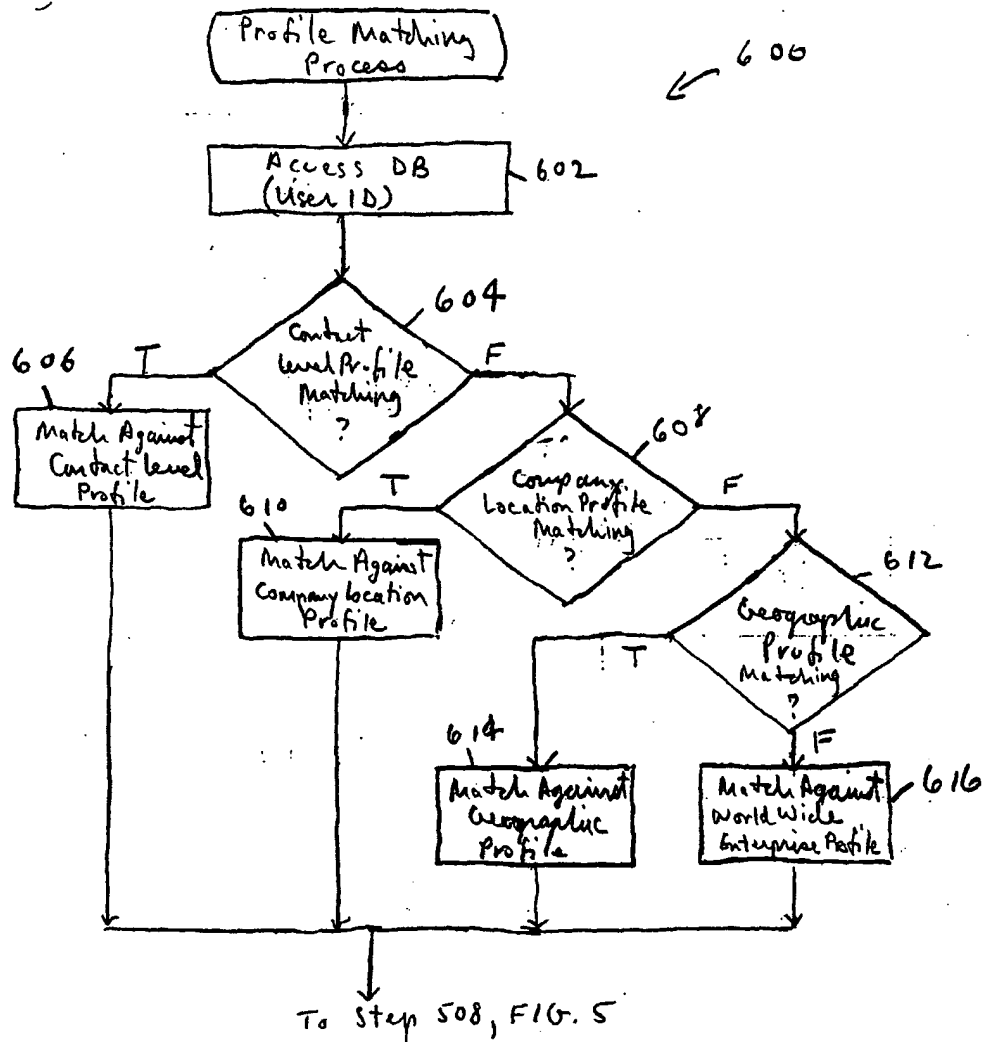 Profile Matching
Process
600
Access DB
(User ID)
602
604
Contact
Level Profile
Matching
?
T
F
606
Match Against
Contact Level
Profile
608
Company
Location Profile
Matching
?
T
F
610
Match Against
Company Location
Profile
612
Geographic
Profile
Matching
?
T
F
614
Match Against
Geographic
Profile
Match Against
World Wide
Enterprise Profile
616
To Step 508, FIG. 5